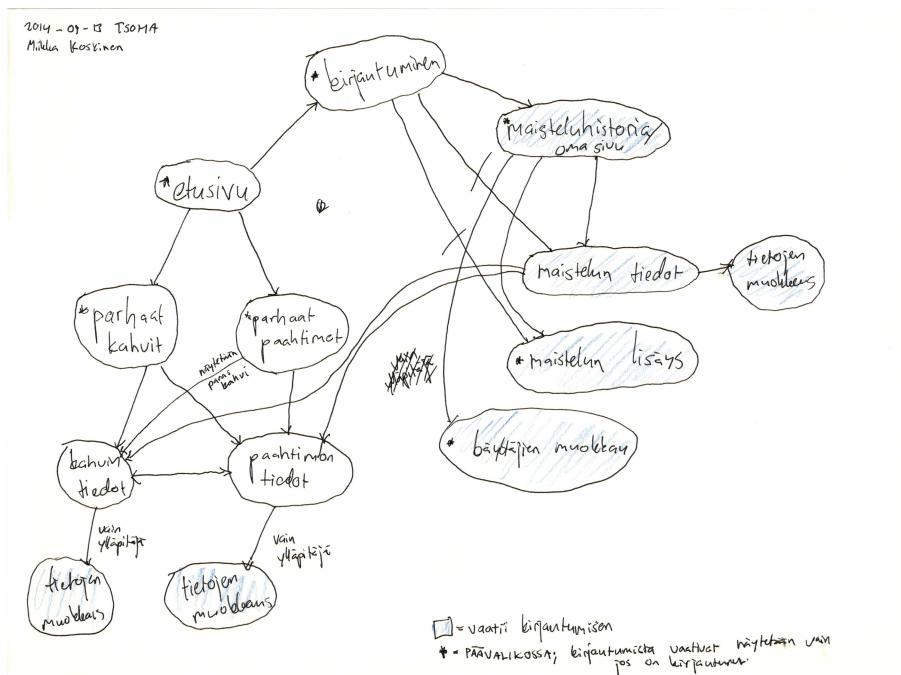 2014-09-13 TSOHA
Mikko Koskinen
* kirjautuminen
* maisteluhistoria,
oma sivu
* etusivu
maistelun tiedot
tietojen
muokkaus
* parhaat
kahvit
* parhaat
paahtimot
näytetään
paras
kahvi
* maistelun lisäys
* käyttäjien muokkau
kahvin
tiedot
paahtimon
tiedot
vain
ylläpitäjä
vain
ylläpitäjä
tietojen
muokkaus
tietojen
muokkaus
= vaatii kirjautumisen
* = PÄÄVALIKOSSA; kirjautumista vaativat näytetään vain
jos on kirjautunut.